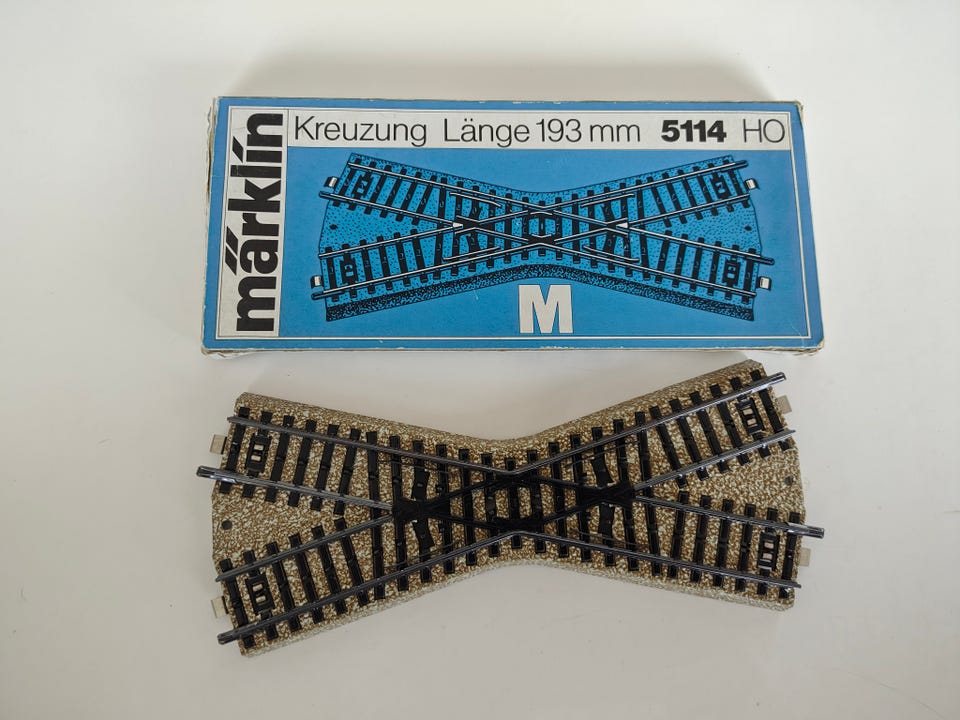 märklin
Kreuzung Länge 193 mm 5114 HO
M